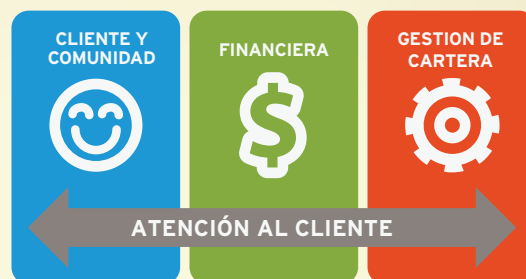 CLIENTE Y
COMUNIDAD
FINANCIERA
GESTION DE
CARTERA
$
ATENCIÓN AL CLIENTE